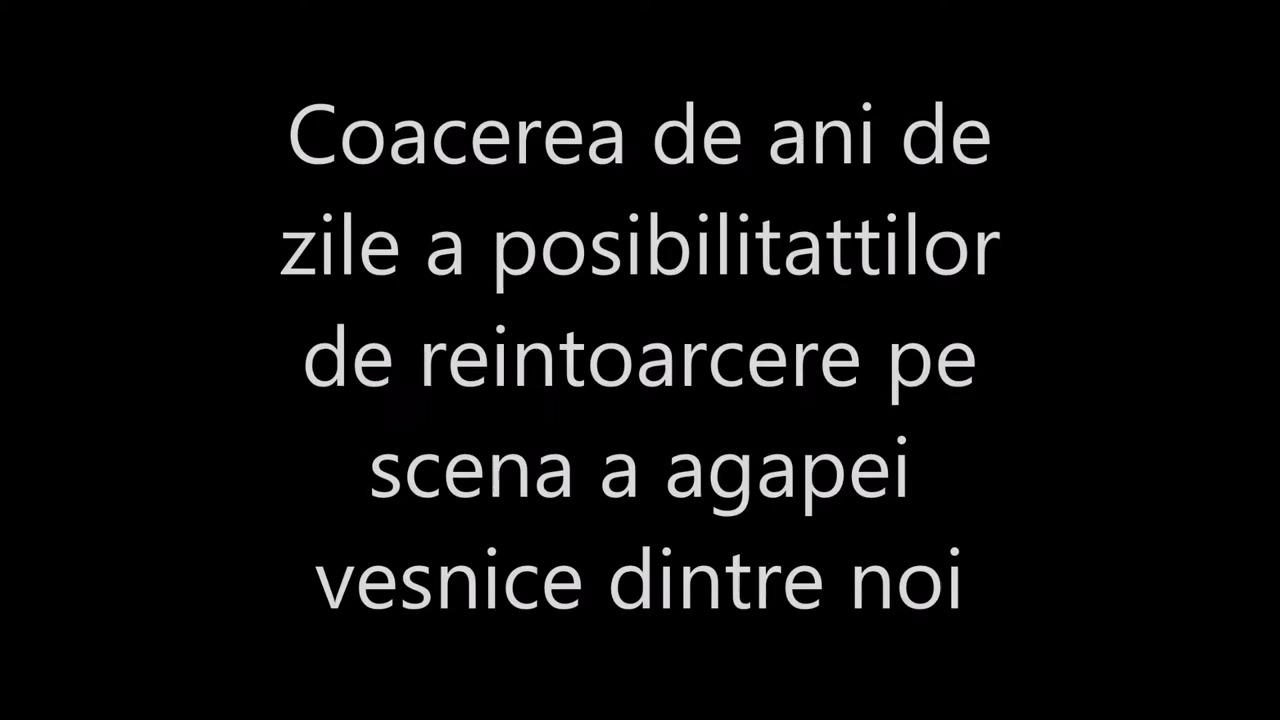 Coacerea de ani de
zile a posibilitattilor
de reintoarcere pe
scena a agapei
vesnice dintre noi